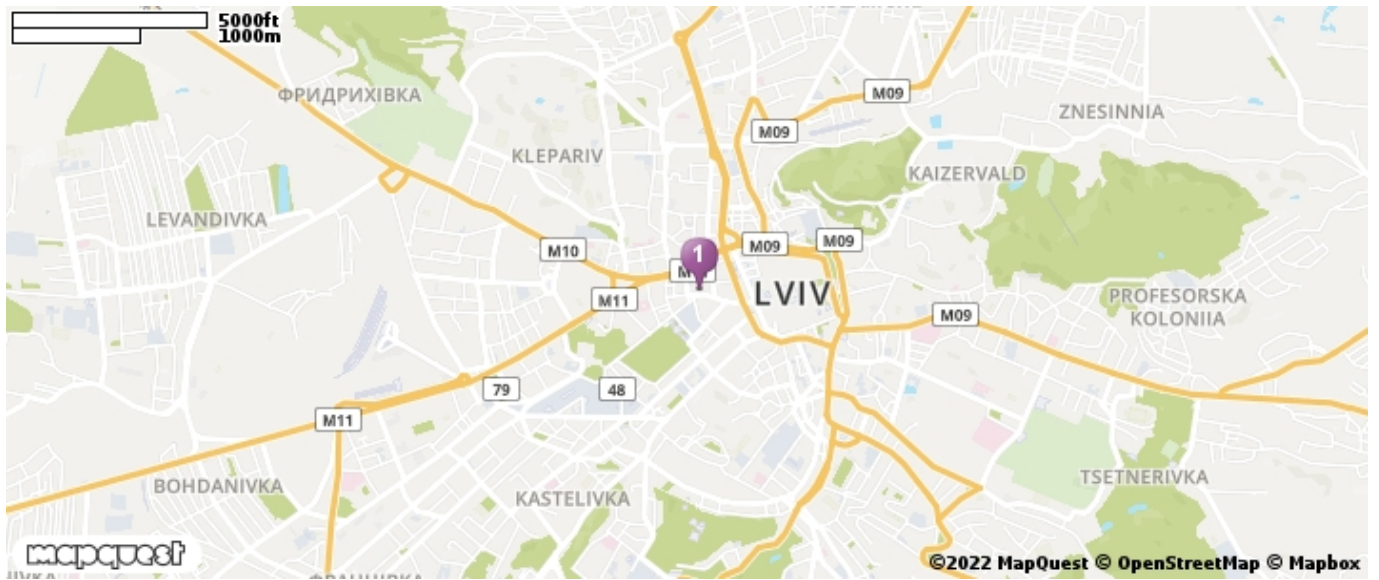 5000ft
1000m
ФРИДРИХІВКА
M09
ZNESINNIA
M09
KLEPARIV
KAIZERVALD
LEVANDIVKA
M10
M09
M09
1
M11
LVIV
PROFESORSKA
KOLONIIA
M09
79
48
M11
TSETNERIVKA
BOHDANIVKA
KASTELIVKA
mapquest
©2022 MapQuest © OpenStreetMap © Mapbox